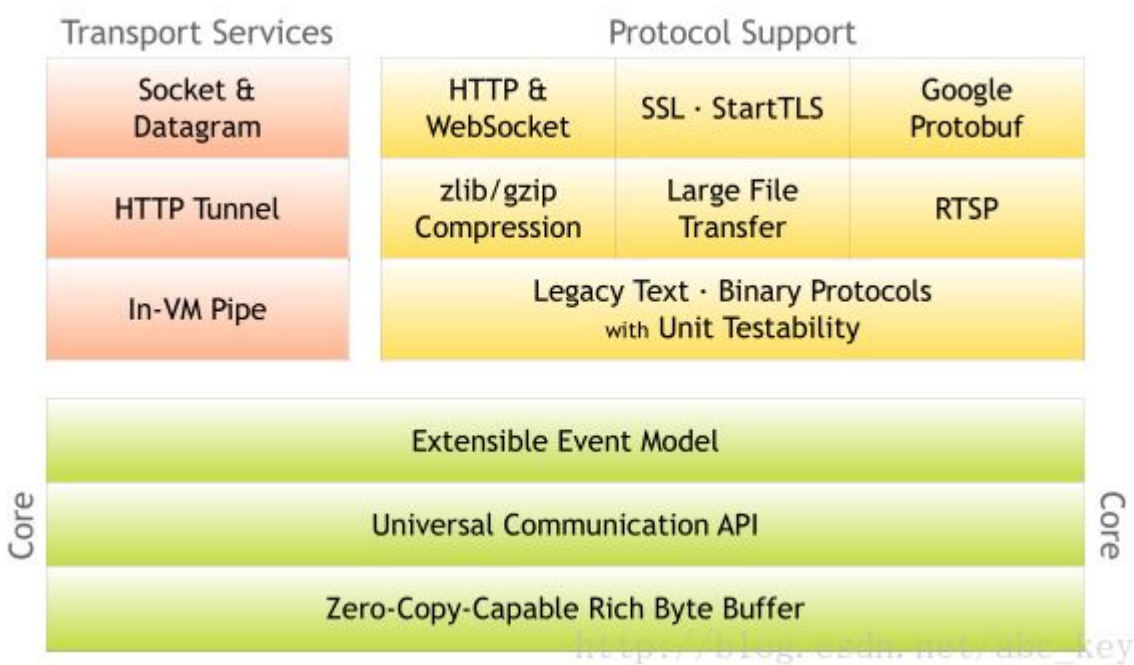 Transport Services
Protocol Support
Socket &
Datagram
HTTP &
WebSocket
SSL · StartTLS
Google
Protobuf
HTTP Tunnel
zlib/gzip
Compression
Large File
Transfer
RTSP
In-VM Pipe
Legacy Text · Binary Protocols
with Unit Testability
Core
Extensible Event Model
Universal Communication API
Zero-Copy-Capable Rich Byte Buffer
Core
http://blog.csdn.net/abc_key